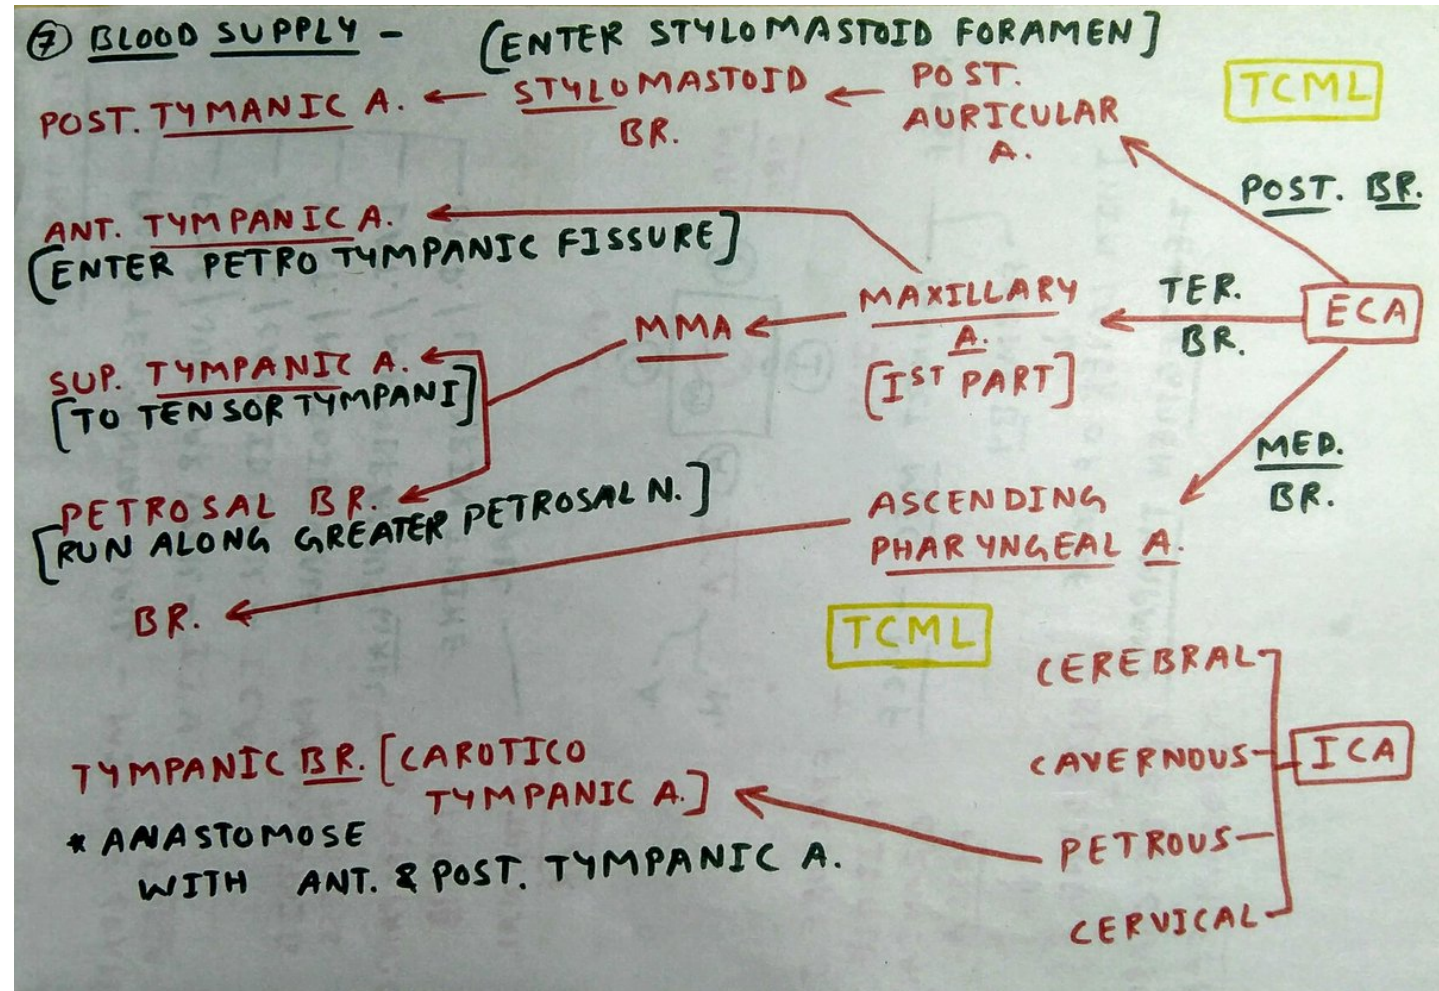 ⑦ BLOOD SUPPLY -
[ENTER STYLOMASTOID FORAMEN]
POST. TYMANIC A. ← STYLOMASTOID BR. ← POST. AURICULAR A.
TCML
POST. BR.
ANT. TYMPANIC A.
[ENTER PETRO TYMPANIC FISSURE]
MMA ← MAXILLARY A.
[IST PART]
TER. BR.
ECA
SUP. TYMPANIC A.
[TO TENSOR TYMPANI]
PETROSAL BR.
[RUN ALONG GREATER PETROSAL N.]
MED. BR.
ASCENDING
PHARYNGEAL A.
BR.
TCML
CEREBRAL
CAVERNOUS
ICA
PETROUS
CERVICAL
TYMPANIC BR. [CAROTICO
TYMPANIC A.]
* ANASTOMOSE
WITH ANT. & POST. TYMPANIC A.